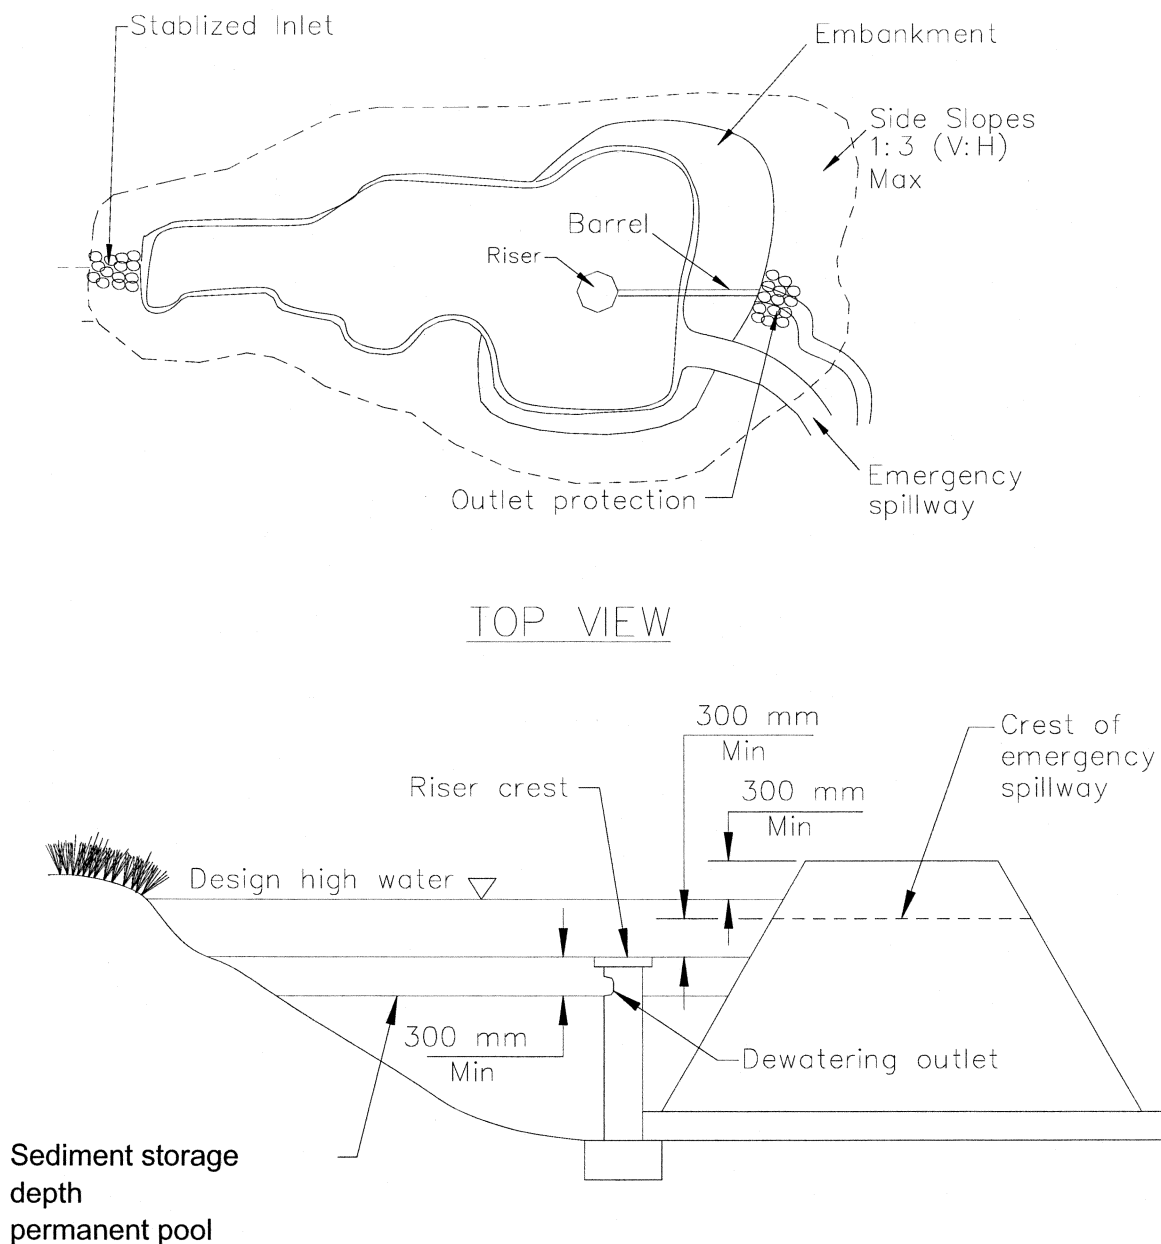 Stablized Inlet
Embankment
Side Slopes
1:3 (V:H)
Max
Barrel
Riser
Emergency
spillway
Outlet protection
TOP VIEW
300 mm
Min
Crest of
emergency
spillway
Riser crest
300 mm
Min
Design high water
300 mm
Min
Dewatering outlet
Sediment storage
depth
permanent pool